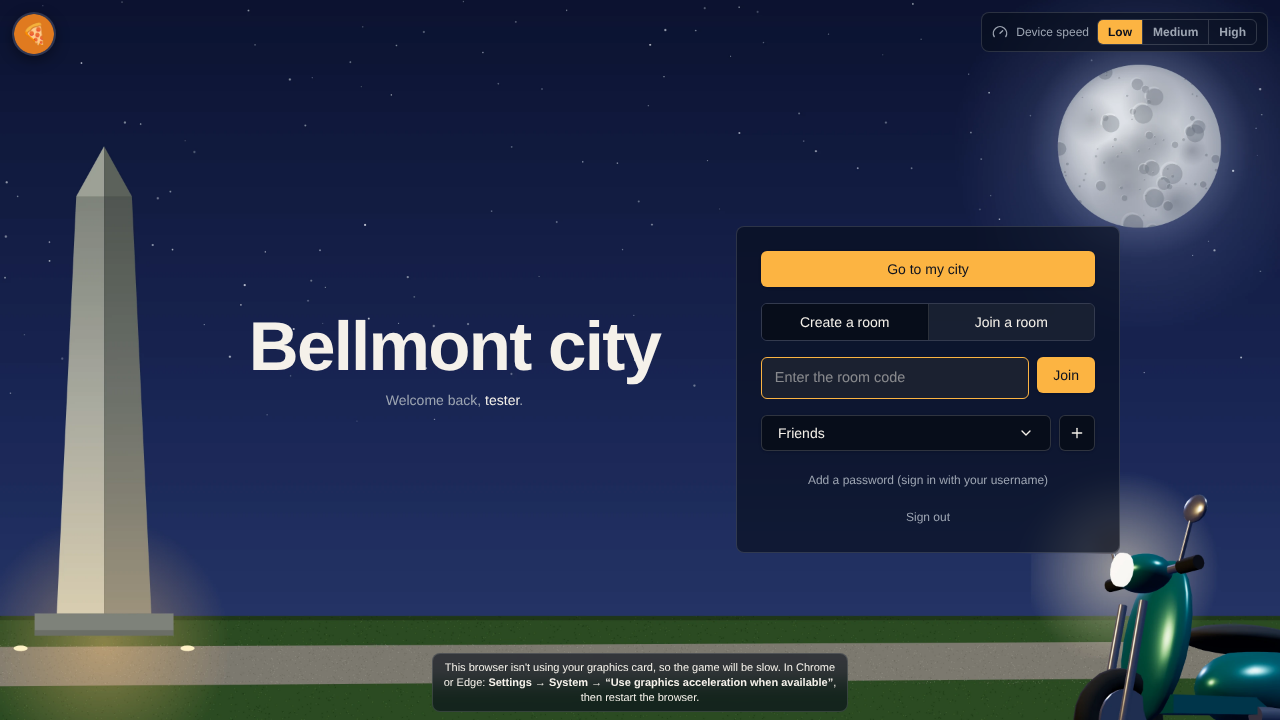 Device speed Low Medium High
Bellmont city
Welcome back, tester.
Go to my city
Create a room Join a room
Enter the room code Join
Friends
Add a password (sign in with your username)
Sign out
This browser isn't using your graphics card, so the game will be slow. In Chrome
or Edge: Settings → System → “Use graphics acceleration when available”,
then restart the browser.